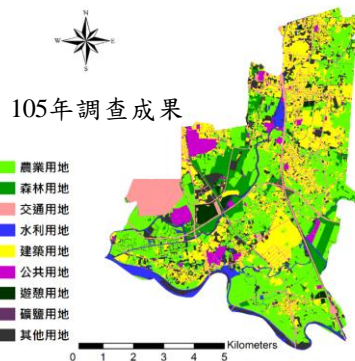 N
W E
S
105年調查成果
農業用地
森林用地
交通用地
水利用地
建築用地
公共用地
遊憩用地
礦鹽用地
其他用地
Kilometers
0 1 2 3 4 5